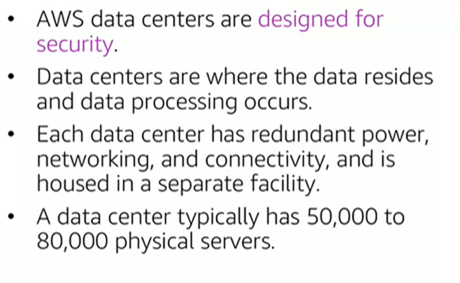 • AWS data centers are designed for
security.
• Data centers are where the data resides
and data processing occurs.
• Each data center has redundant power,
networking, and connectivity, and is
housed in a separate facility.
• A data center typically has 50,000 to
80,000 physical servers.